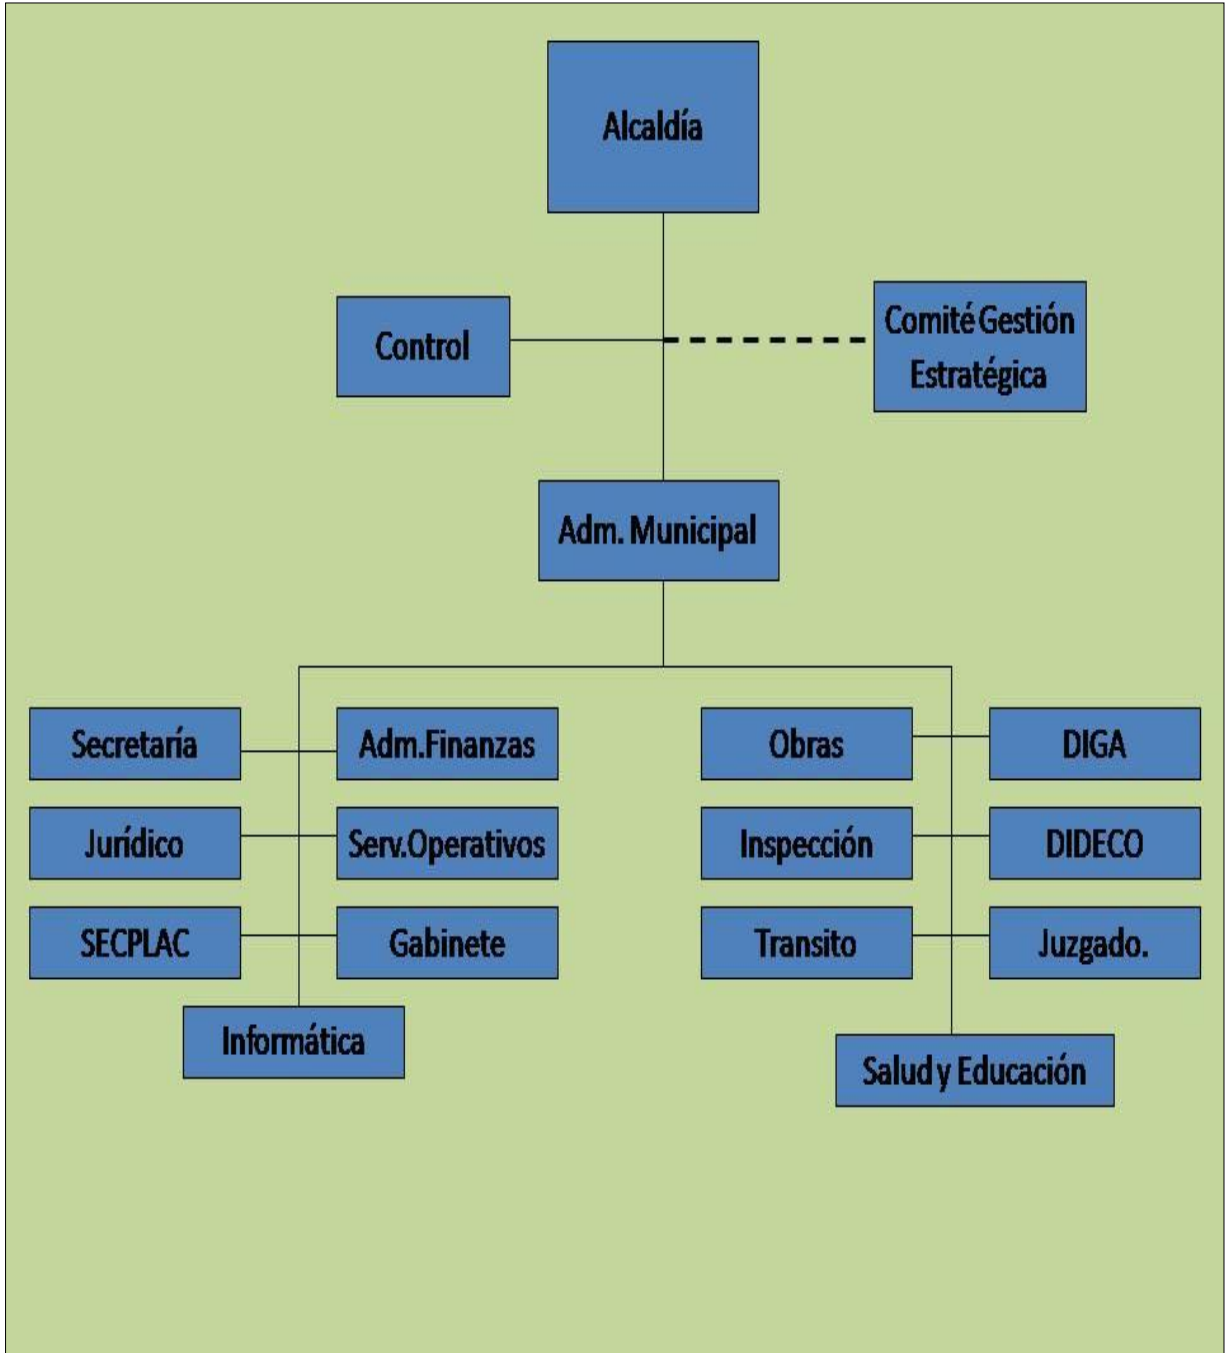 Alcaldía
Control
Comité Gestión
Estratégica
Adm. Municipal
Secretaría
Adm.Finanzas
Obras
DIGA
Jurídico
Serv.Operativos
Inspección
DIDECO
SECPLAC
Gabinete
Transito
Juzgado.
Informática
Salud y Educación